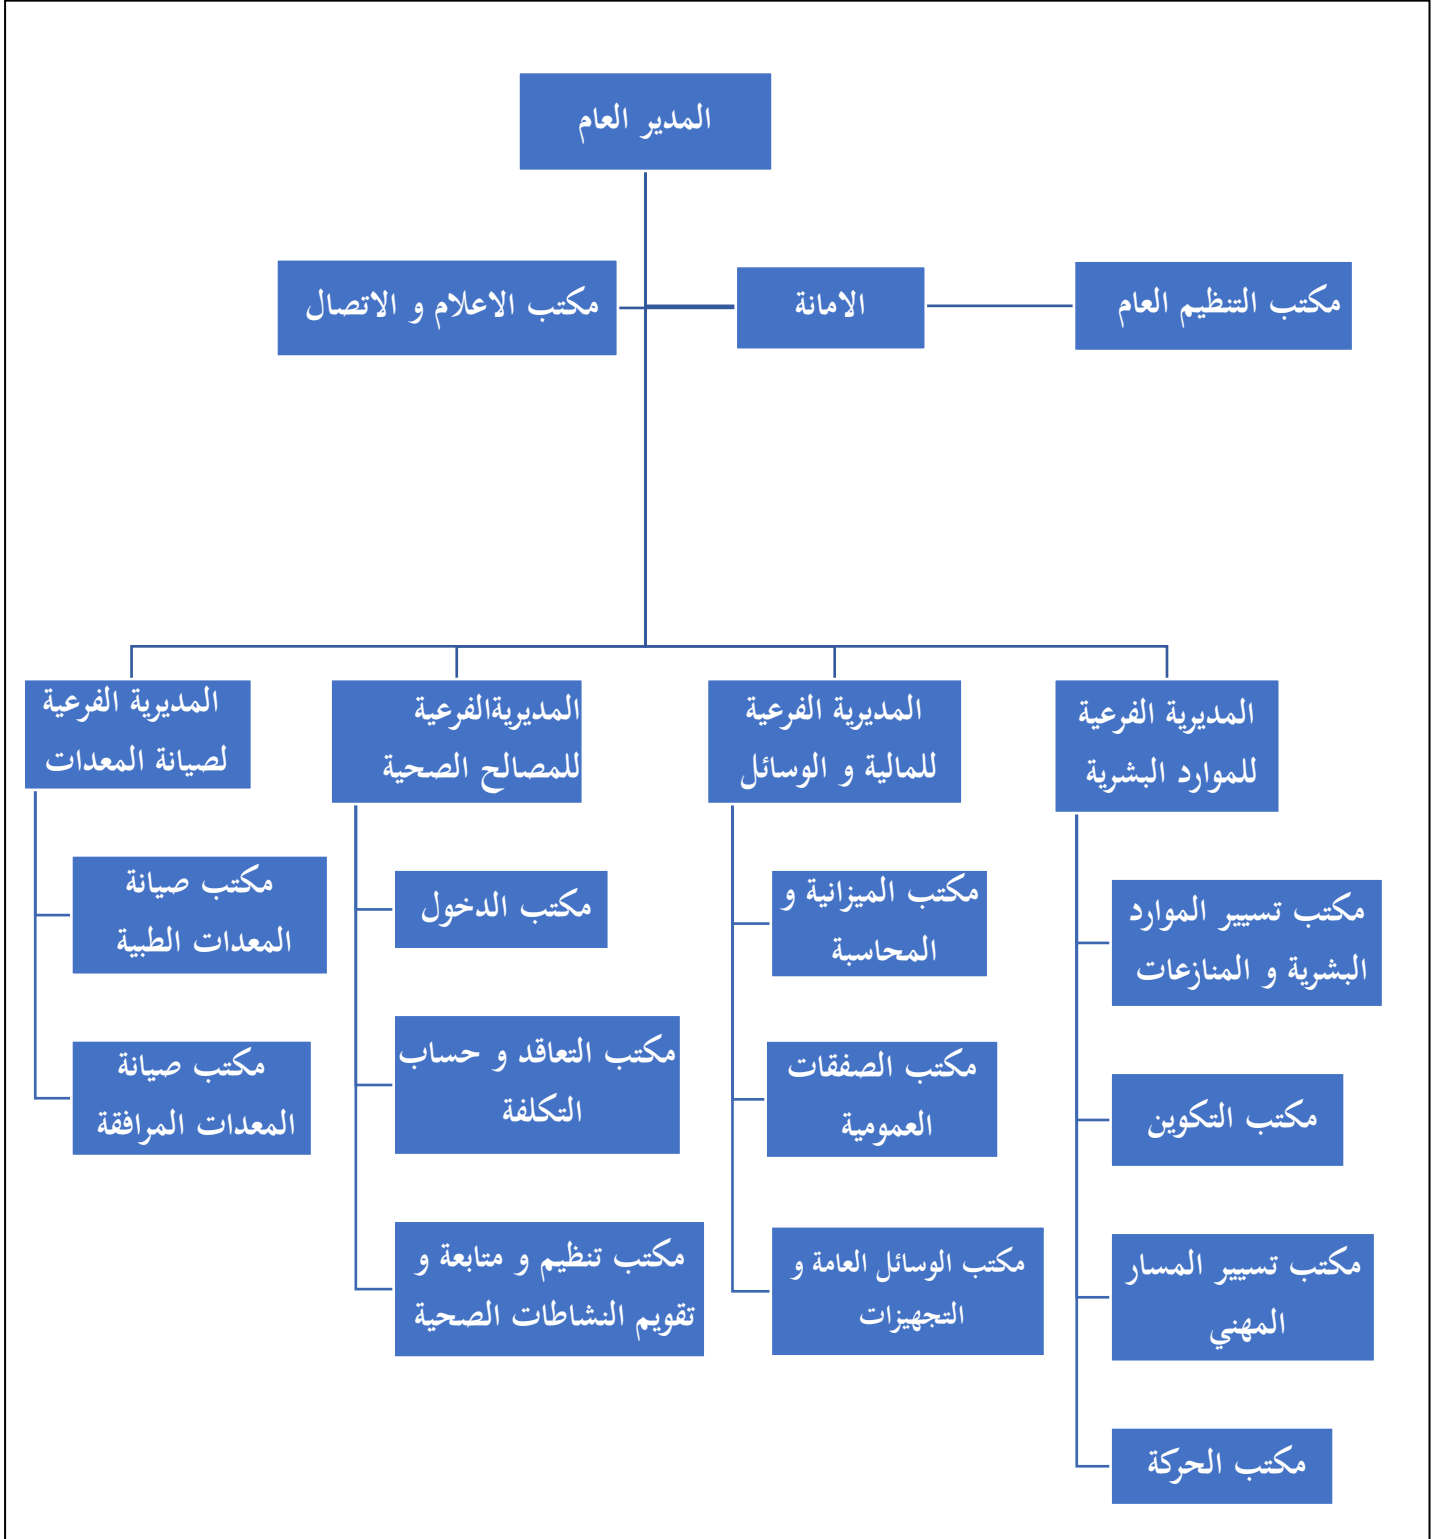 المدير العام
مكتب التنظيم العام
الامانة
مكتب الاعلام و الاتصال
المديرية الفرعية
للموارد البشرية
مكتب تسيير الموارد
البشرية و المنازعات
مكتب التكوين
مكتب تسيير المسار
المهني
مكتب الحركة
المديرية الفرعية
للمالية و الوسائل
مكتب الميزانية و
المحاسبة
مكتب الصفقات
العمومية
مكتب الوسائل العامة و
التجهيزات
المديريةالفرعية
للمصالح الصحية
مكتب الدخول
مكتب التعاقد و حساب
التكلفة
مكتب تنظيم و متابعة و
تقويم النشاطات الصحية
المديرية الفرعية
لصيانة المعدات
مكتب صيانة
المعدات الطبية
مكتب صيانة
المعدات المرافقة